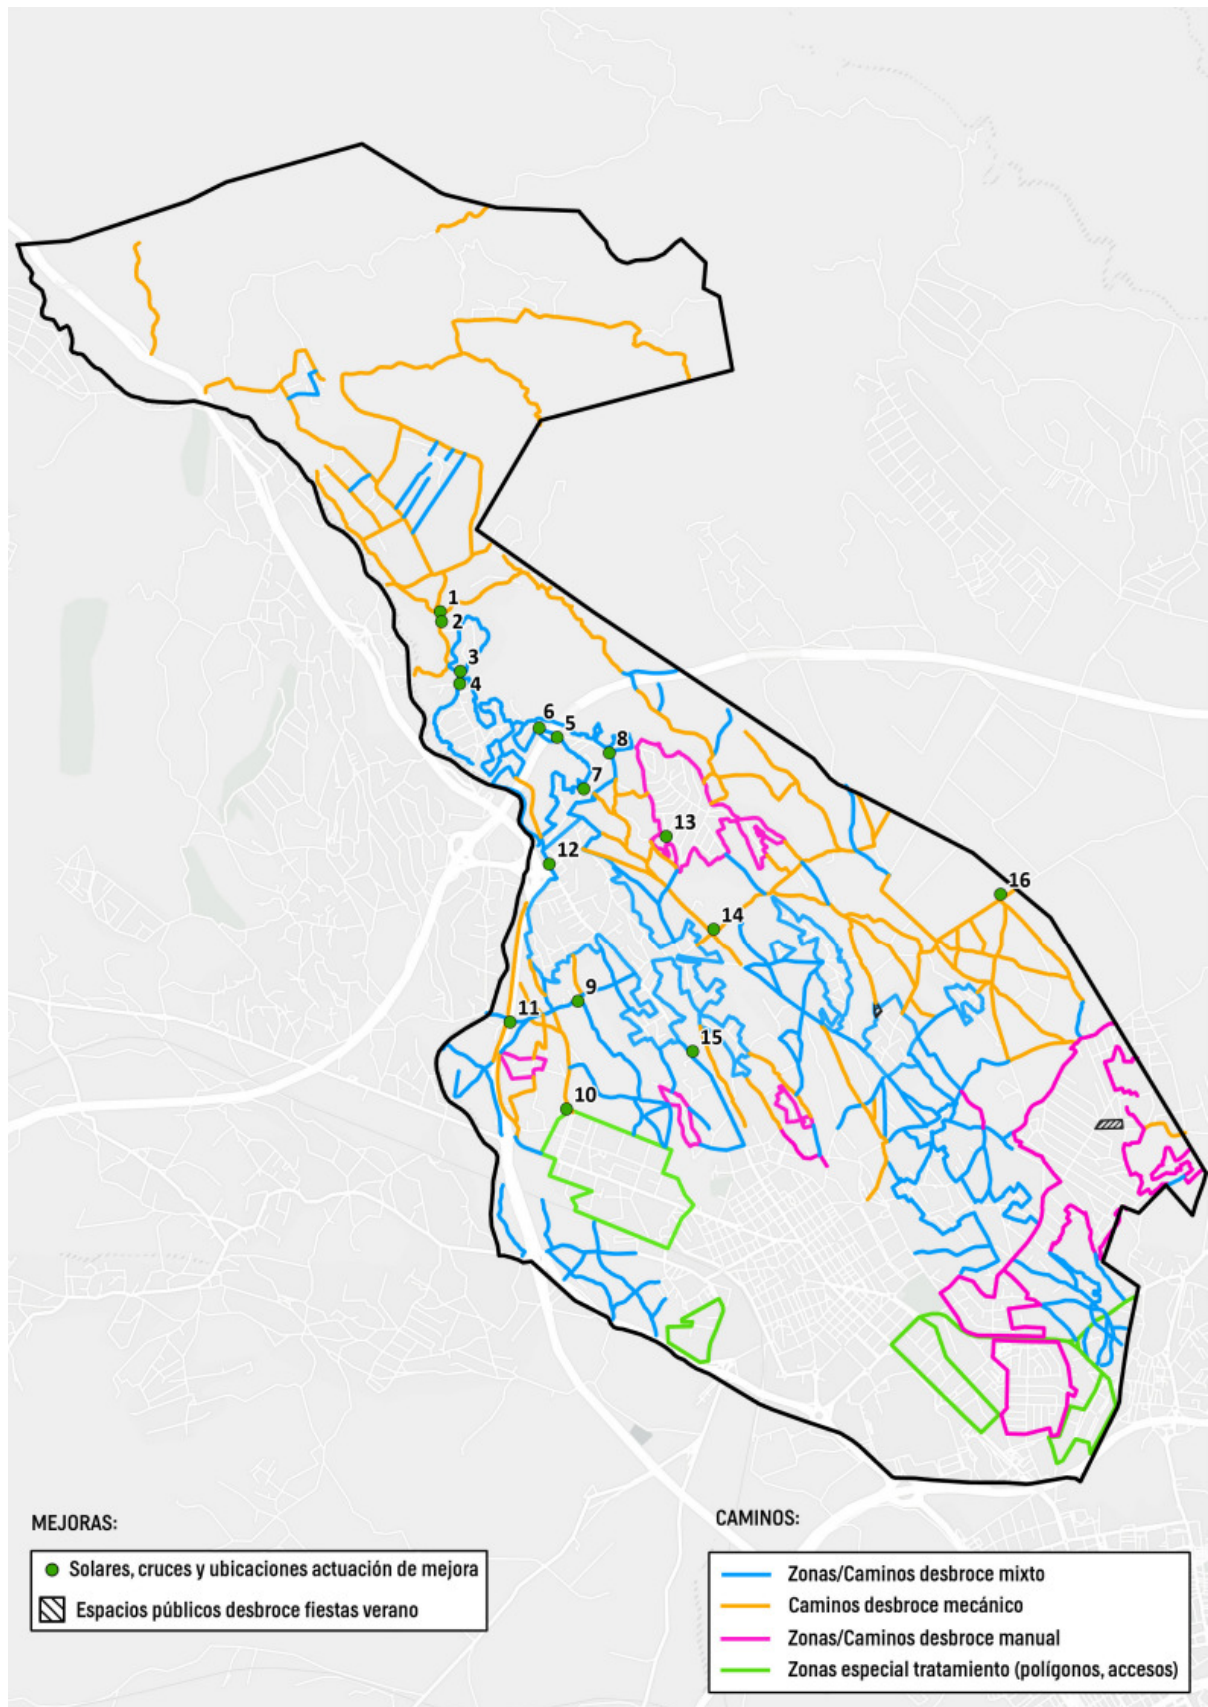 1
2
3
4
6
5
8
7
13
12
16
14
9
11
15
10
MEJORAS:
Solares, cruces y ubicaciones actuación de mejora
Espacios públicos desbroce fiestas verano
CAMINOS:
Zonas/Caminos desbroce mixto
Caminos desbroce mecánico
Zonas/Caminos desbroce manual
Zonas especial tratamiento (polígonos, accesos)